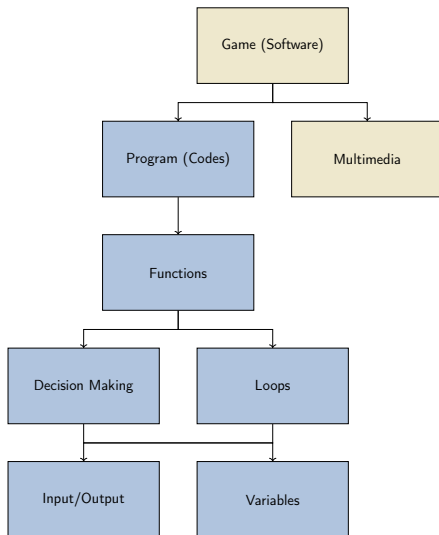 Game (Software)
Program (Codes)
Multimedia
Functions
Decision Making
Loops
Input/Output
Variables